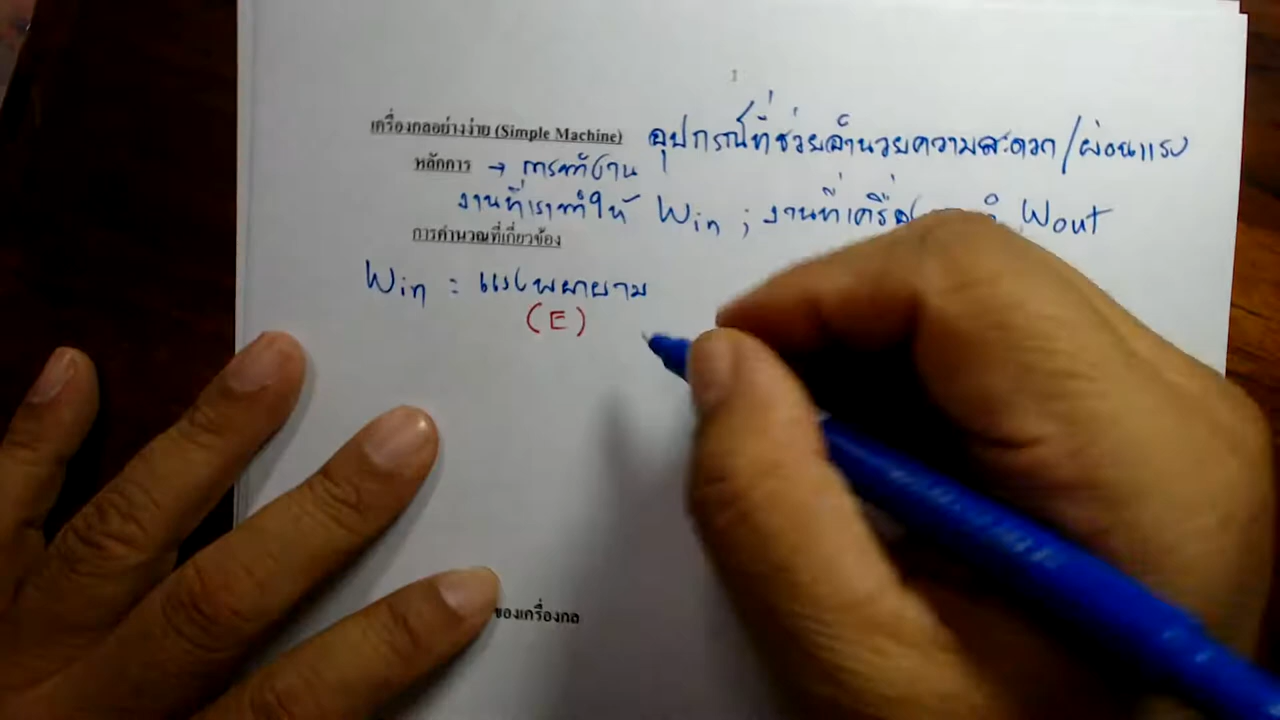 1
เครื่องกลอย่างง่าย (Simple Machine) อุปกรณ์ที่ช่วยอำนวยความสะดวก/ผ่อนแรง
หลักการ → การทำงาน
งานที่เราทำให้ Win ; งานที่เครื่อง Wout
การคำนวณที่เกี่ยวข้อง
Win = แรงพยายาม
(E)
ของเครื่องกล